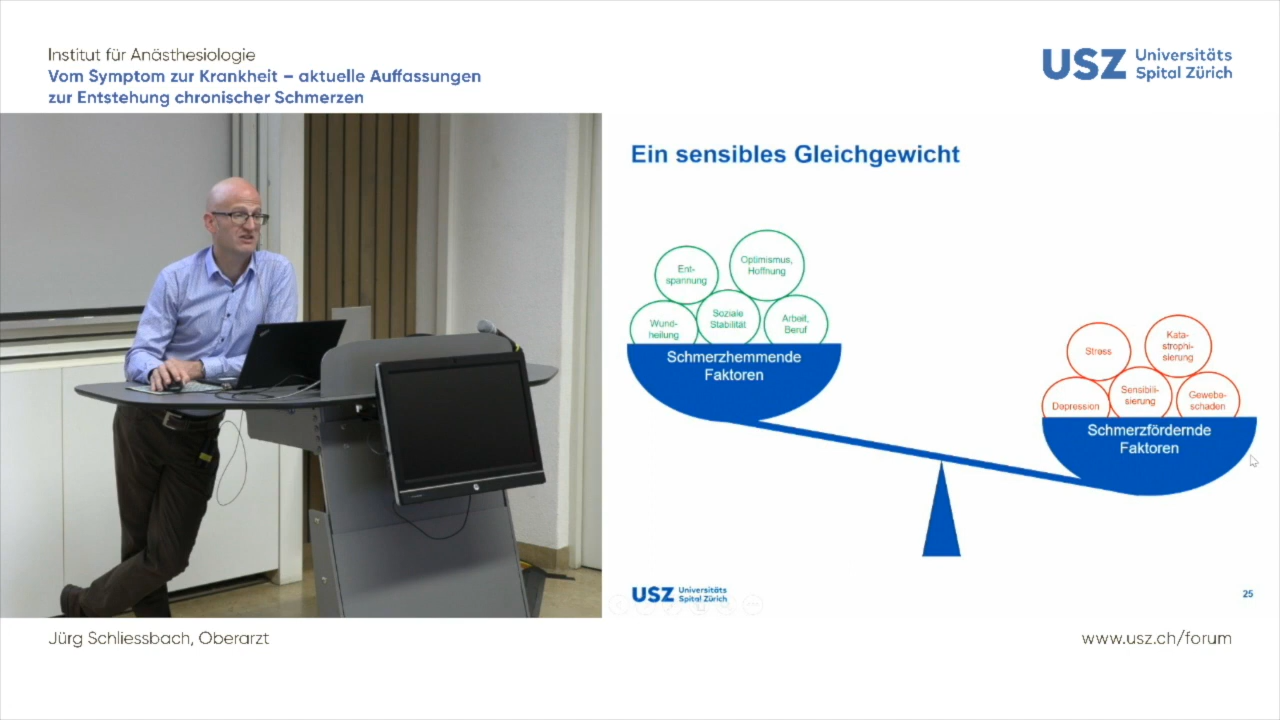 Institut für Anästhesiologie
Vom Symptom zur Krankheit – aktuelle Auffassungen
zur Entstehung chronischer Schmerzen
USZ Universitäts
Spital Zürich
Ein sensibles Gleichgewicht
Ent-
spannung
Optimismus,
Hoffnung
Wund-
heilung
Soziale
Stabilität
Arbeit,
Beruf
Schmerzhemmende
Faktoren
Stress
Kata-
strophi-
sierung
Depression
Sensibili-
sierung
Gewebe-
schaden
Schmerzfördernde
Faktoren
USZ Universitäts
Spital Zürich
25
Jürg Schliessbach, Oberarzt
www.usz.ch/forum